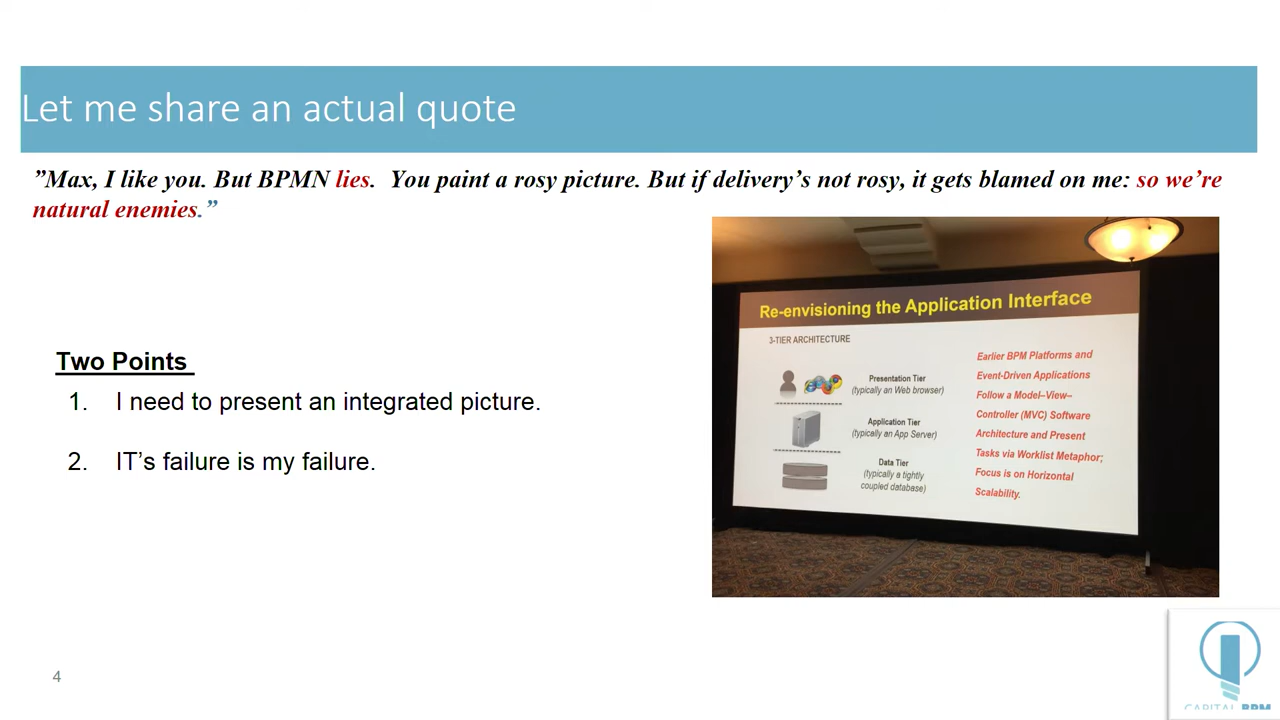 Let me share an actual quote
”Max, I like you. But BPMN lies.  You paint a rosy picture. But if delivery’s not rosy, it gets blamed on me: so we’re
natural enemies.”
Two Points
1. I need to present an integrated picture.
2. IT’s failure is my failure.
Re-envisioning the Application Interface
3-TIER ARCHITECTURE
Presentation Tier
(typically an Web browser)
Application Tier
(typically an App Server)
Data Tier
(typically a tightly
coupled database)
Earlier BPM Platforms and
Event-Driven Applications
Follow a Model–View–
Controller (MVC) Software
Architecture and Present
Tasks via Worklist Metaphor;
Focus is on Horizontal
Scalability.
4
CAPITAL BPM